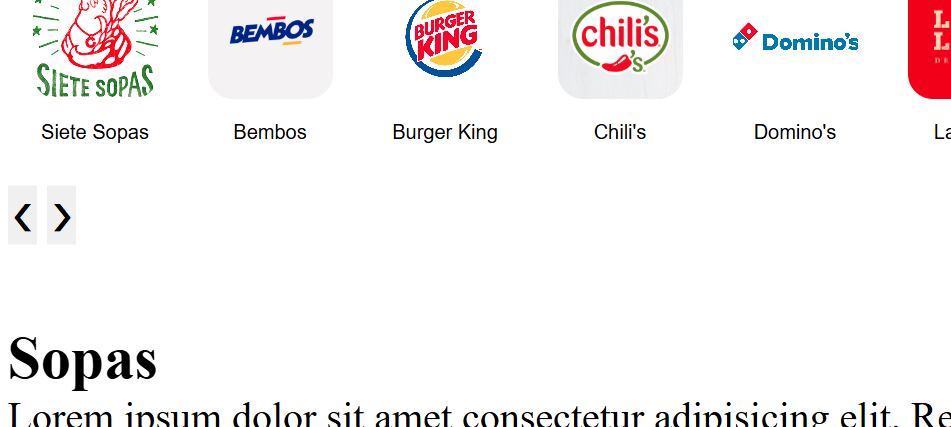 SIETE SOPAS
BEMBOS
BURGER
KING
chili's
Domino's
Siete Sopas
Bembos
Burger King
Chili's
Domino's
‹ ›
Sopas
Lorem ipsum dolor sit amet consectetur adipisicing elit. Re